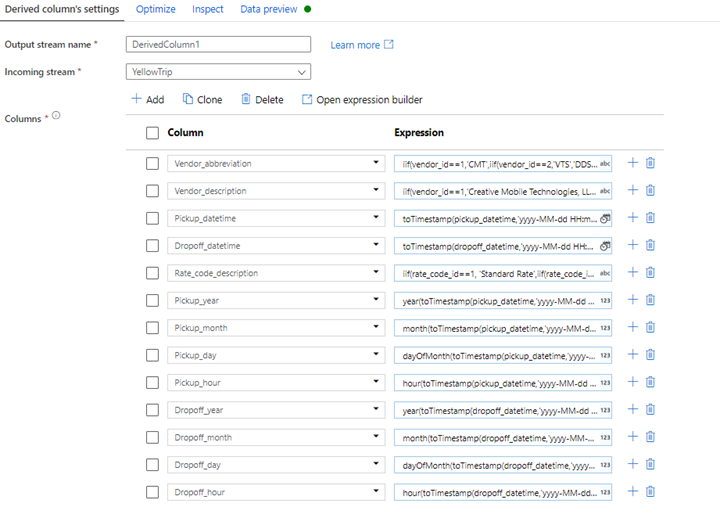 Derived column's settings Optimize Inspect Data preview
Output stream name * DerivedColumn1 Learn more
Incoming stream * YellowTrip
Add Clone Delete Open expression builder
Columns *
Column Expression
Vendor_abbreviation iif(vendor_id==1,'CMT',iif(vendor_id==2,'VTS','DDS... abc
Vendor_description iif(vendor_id==1,'Creative Moblie Technologies, LL... abc
Pickup_datetime toTimestamp(pickup_datetime,'yyyy-MM-dd HH:m...
Dropoff_datetime toTimestamp(dropoff_datetime,'yyyy-MM-dd HH:...
Rate_code_description iif(rate_code_id==1, 'Standard Rate',iif(rate_code_i... abc
Pickup_year year(toTimestamp(pickup_datetime,'yyyy-MM-dd ... 123
Pickup_month month(toTimestamp(pickup_datetime,'yyyy-MM-d... 123
Pickup_day dayOfMonth(toTimestamp(pickup_datetime,'yyyy-... 123
Pickup_hour hour(toTimestamp(pickup_datetime,'yyyy-MM-dd ... 123
Dropoff_year year(toTimestamp(dropoff_datetime,'yyyy-MM-dd ... 123
Dropoff_month month(toTimestamp(dropoff_datetime,'yyyy-MM-... 123
Dropoff_day dayOfMonth(toTimestamp(dropoff_datetime,'yyyy... 123
Dropoff_hour hour(toTimestamp(dropoff_datetime,'yyyy-MM-dd... 123